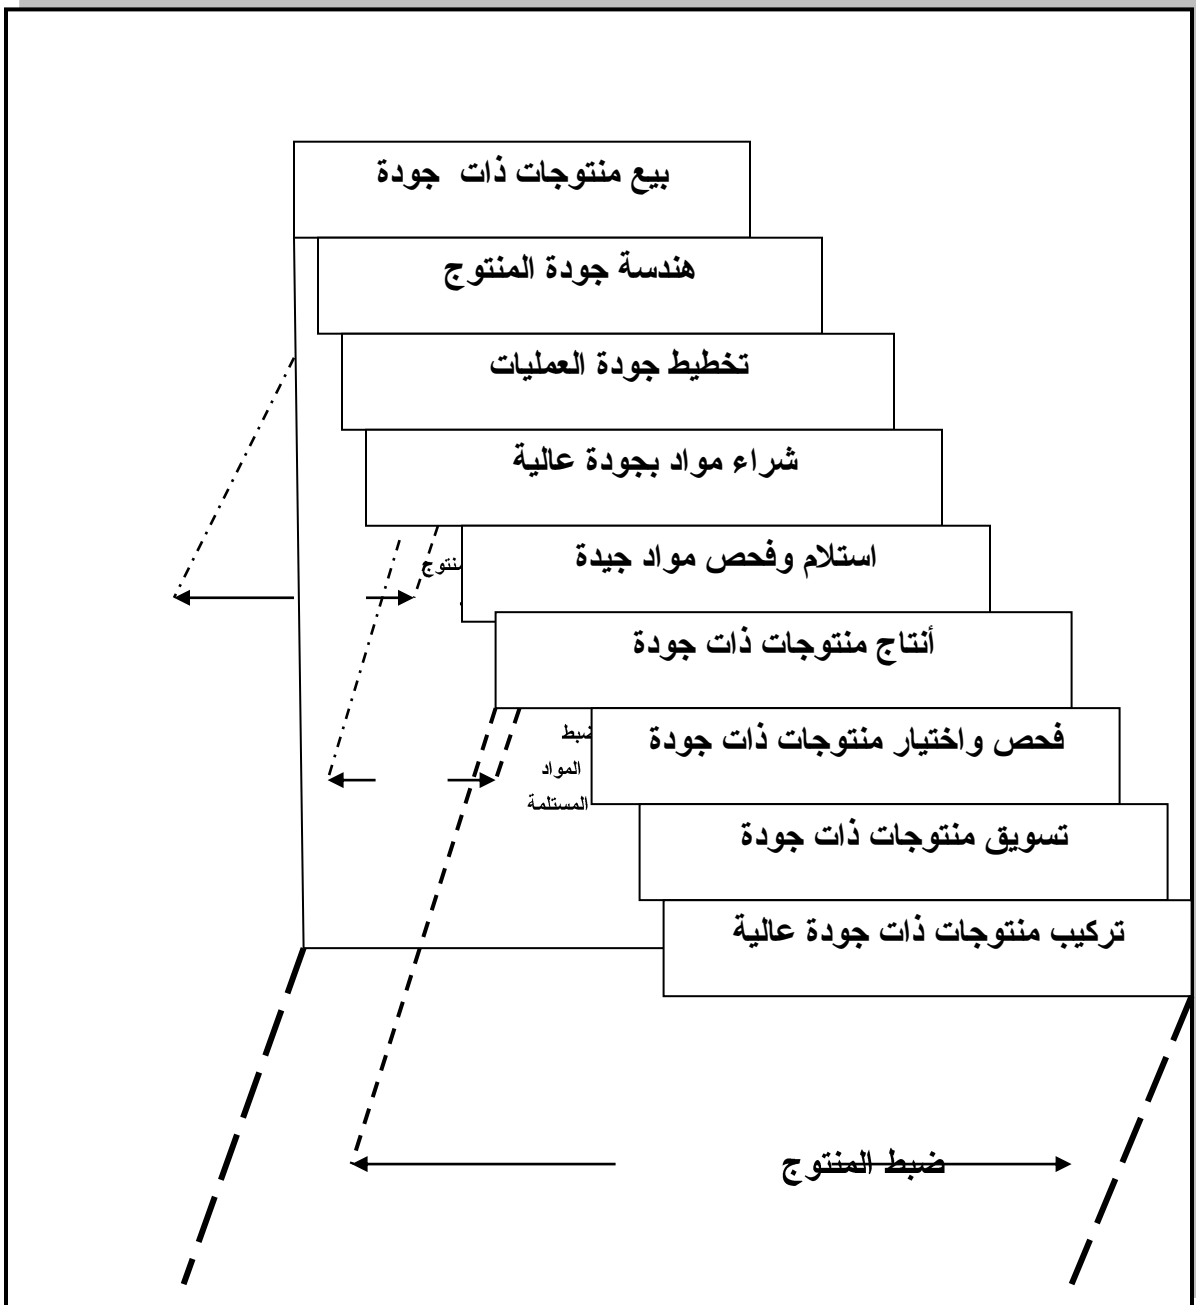 بيع منتوجات ذات جودة
هندسة جودة المنتوج
تخطيط جودة العمليات
شراء مواد بجودة عالية
استلام وفحص مواد جيدة
أنتاج منتوجات ذات جودة
فحص واختيار منتوجات ذات جودة
ضبط
المواد
المستلمة
تسويق منتوجات ذات جودة
تركيب منتوجات ذات جودة عالية
ضبط المنتوج